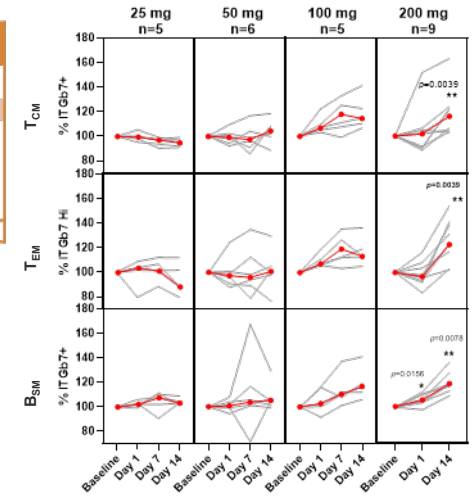 25 mg 50 mg 100 mg 200 mg
n=5 n=6 n=5 n=9
TCM
% ITGb7+
180
160
140
120
100
80
p=0.0039
**
TEM
% ITGb7 Hi
180
160
140
120
100
80
p=0.0039
**
BSM
% ITGb7+
180
160
140
120
100
80
p=0.0156
*
p=0.0078
**
Baseline Day 1 Day 7 Day 14 Baseline Day 1 Day 7 Day 14 Baseline Day 1 Day 7 Day 14 Baseline Day 1 Day 14